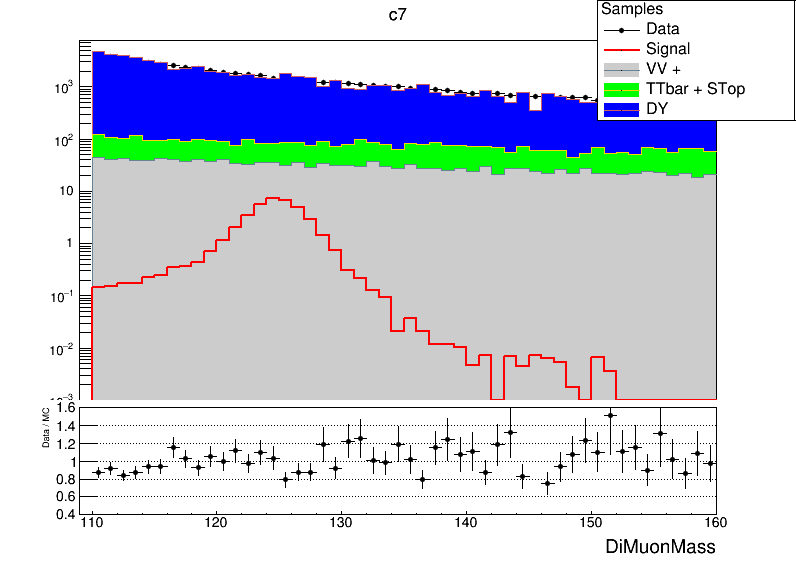 c7
Samples
Data
Signal
VV +
TTbar + STop
DY
10³
10²
10
1
10⁻¹
10⁻²
10⁻³
Data / MC
1.6
1.4
1.2
1
0.8
0.6
0.4
110 120 130 140 150 160
DiMuonMass